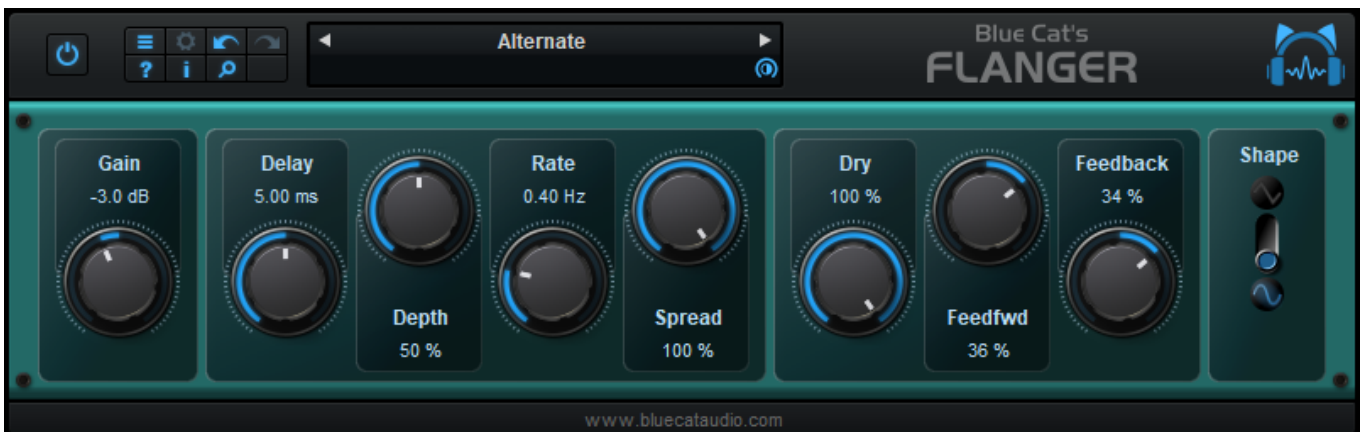 Alternate
Blue Cat's
FLANGER
? i
Gain
-3.0 dB
Delay
5.00 ms
Depth
50 %
Rate
0.40 Hz
Spread
100 %
Dry
100 %
Feedfwd
36 %
Feedback
34 %
Shape
www.bluecataudio.com